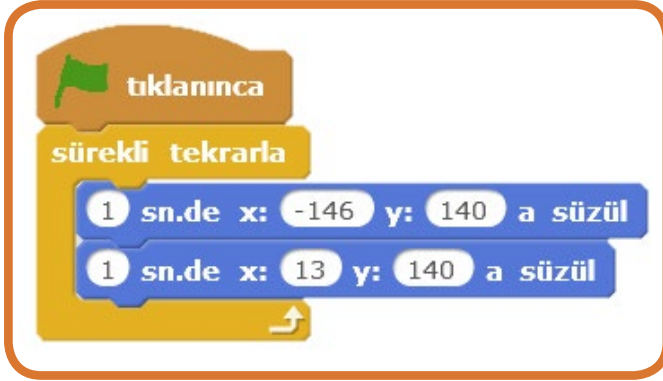 tıklanınca
sürekli tekrarla
1 sn.de x: -146 y: 140 a süzül
1 sn.de x: 13 y: 140 a süzül